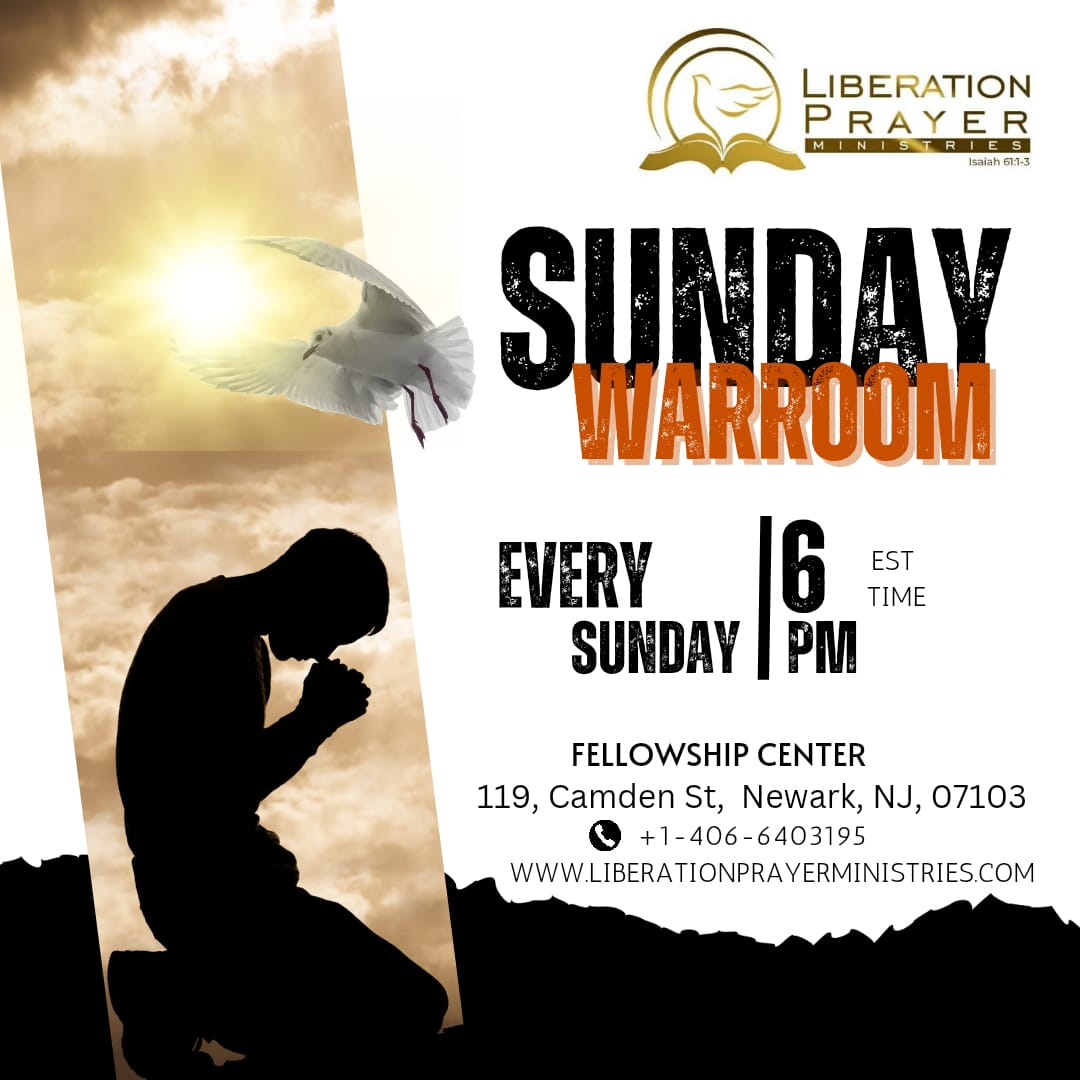 LIBERATION
PRAYER
MINISTRIES
Isaiah 61:1-3
SUNDAY
WARROOM
EVERY
SUNDAY
6
PM
EST
TIME
FELLOWSHIP CENTER
119, Camden St, Newark, NJ, 07103
+1-406-6403195
WWW.LIBERATIONPRAYERMINISTRIES.COM